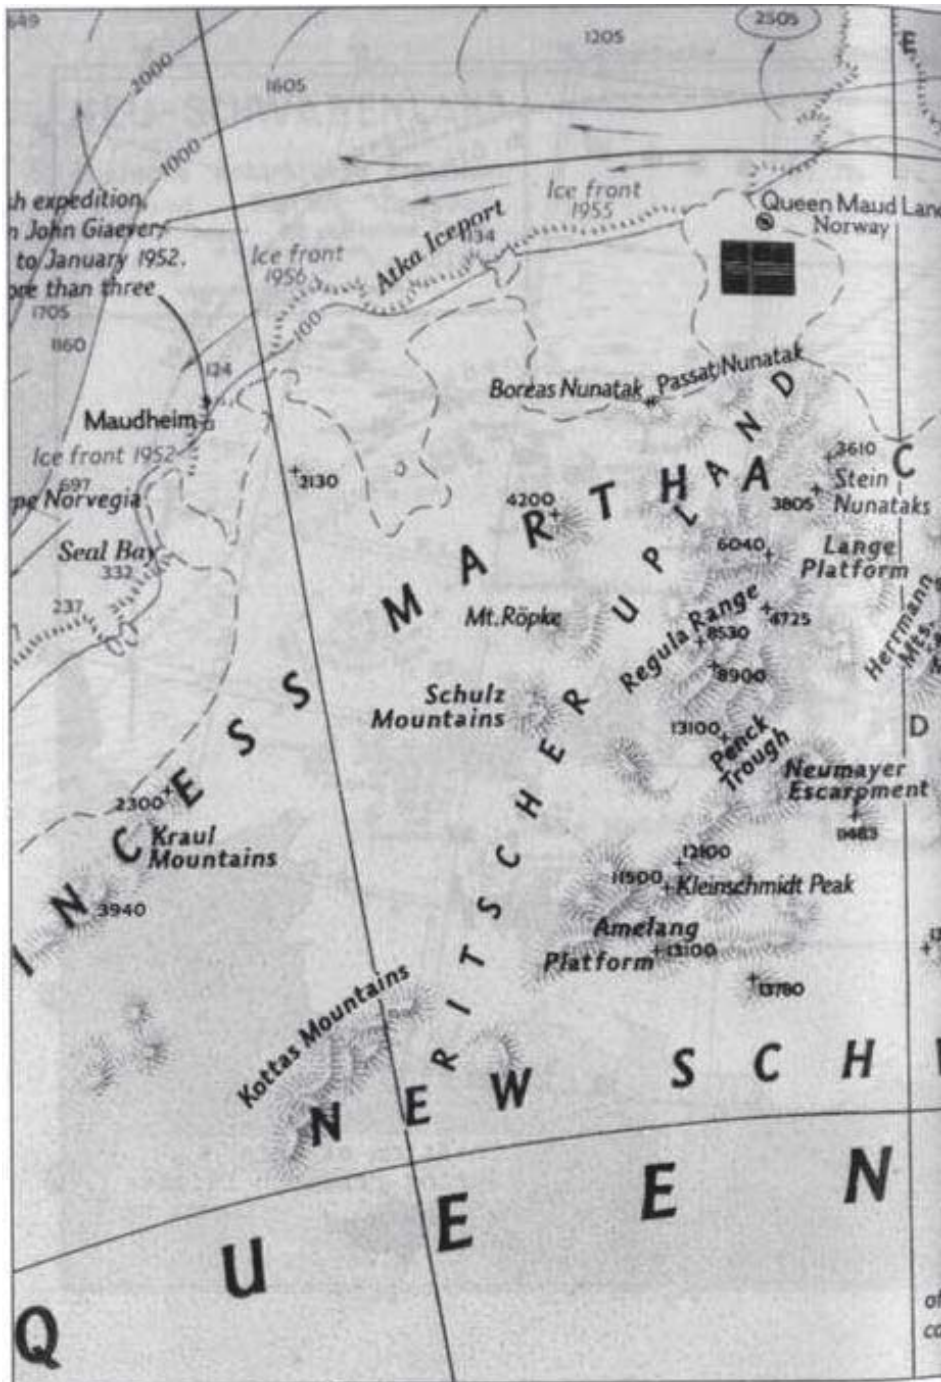 2505
1205
E
2000
1605
1000
expedition,
John Giaever,
to January 1952.
more than three
1705
860
Ice front
1955
Queen Maud Land
Norway
Atka Iceport
134
Ice front
1956
100
124
Maudheim
Ice front 1952
697
Norvegia
Seal Bay
332
237
2130
Boreas Nunatak
Passat Nunatak
3610
Stein
Nunataks
3805
C
4200
6040
Lange
Platform
PRINCESS MARTHA
RITSCHER UPLAND
Mt. Röpke
Regula Range
4725
8530
8900
Herrmann
Mts.
Schulz
Mountains
13100
Penck
Trough
D
Neumayer
Escarpment
2300
Kraul
Mountains
3940
12100
11500
Kleinschmidt Peak
Amelang
Platform
13100
13780
Kottas Mountains
NEW SCH
QUEEN